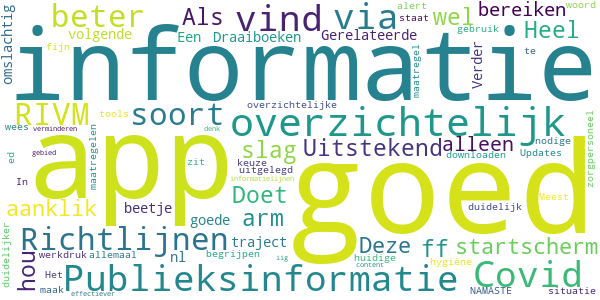 omslachtig beter Als vind via wel bereiken alert woord
volgende Een Draaiboeken Gerelateerde staat gebruik Heel
fijn maatregel Verder te
informatie
RIVM tools soort overzichtelijke
wees verminderen overzichtelijk nodige
maatregelen app slag Uitstekend alleen zorgpersoneel
ed In denk zit keuze uitgelegd goed downloaden Updates
gebied informatielijnen
aanklik beetje Doet arm Meest
duidelijk
Richtlijnen goede traject Deze ff startscherm
duidelijker hou werkdruk allemaal nl begrijpen huidige hygiëne
Het Publieksinformatie iig content Covid
maak effectiever NAMASTE situatie